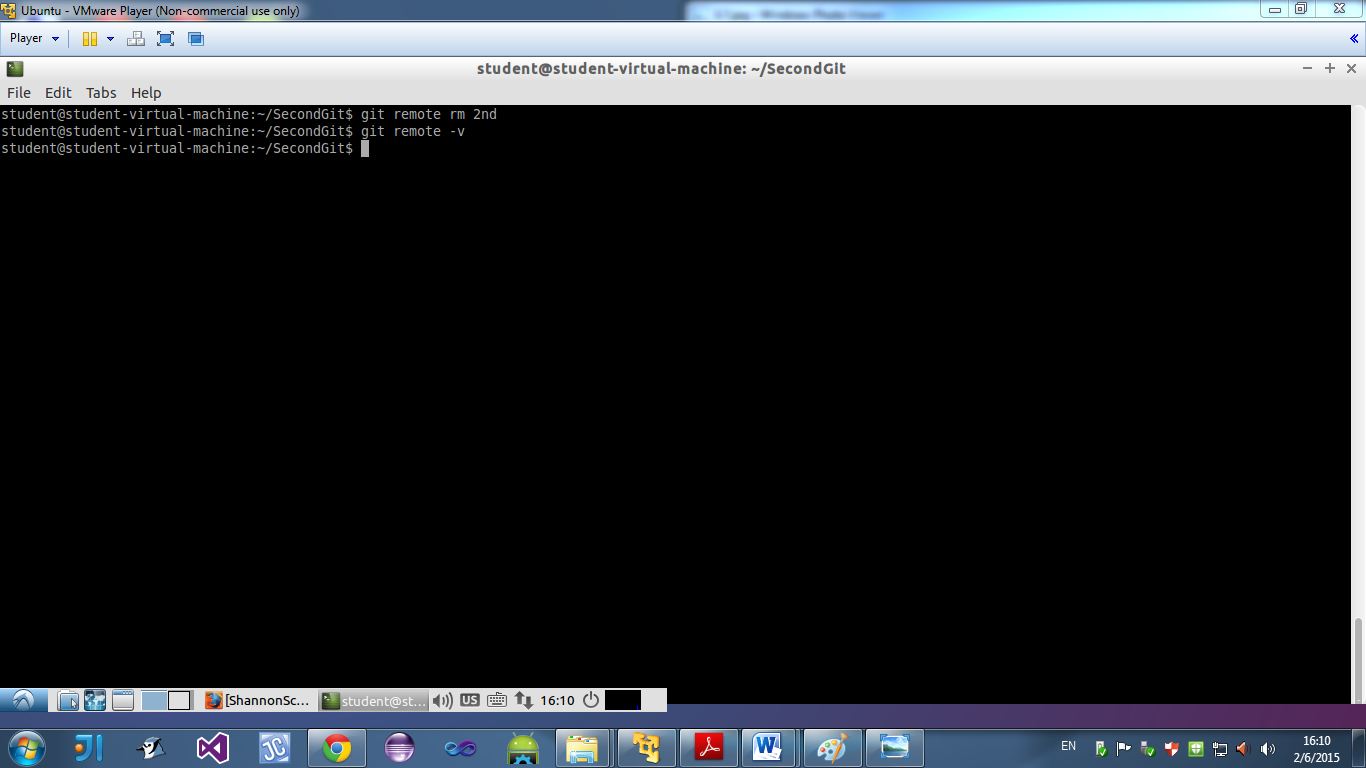 Ubuntu - VMware Player (Non-commercial use only)
Player
student@student-virtual-machine: ~/SecondGit
File Edit Tabs Help
student@student-virtual-machine:~/SecondGit$ git remote rm 2nd
student@student-virtual-machine:~/SecondGit$ git remote -v
student@student-virtual-machine:~/SecondGit$
[ShannonSc... student@st... US 16:10
JI JC W EN 16:10
2/6/2015